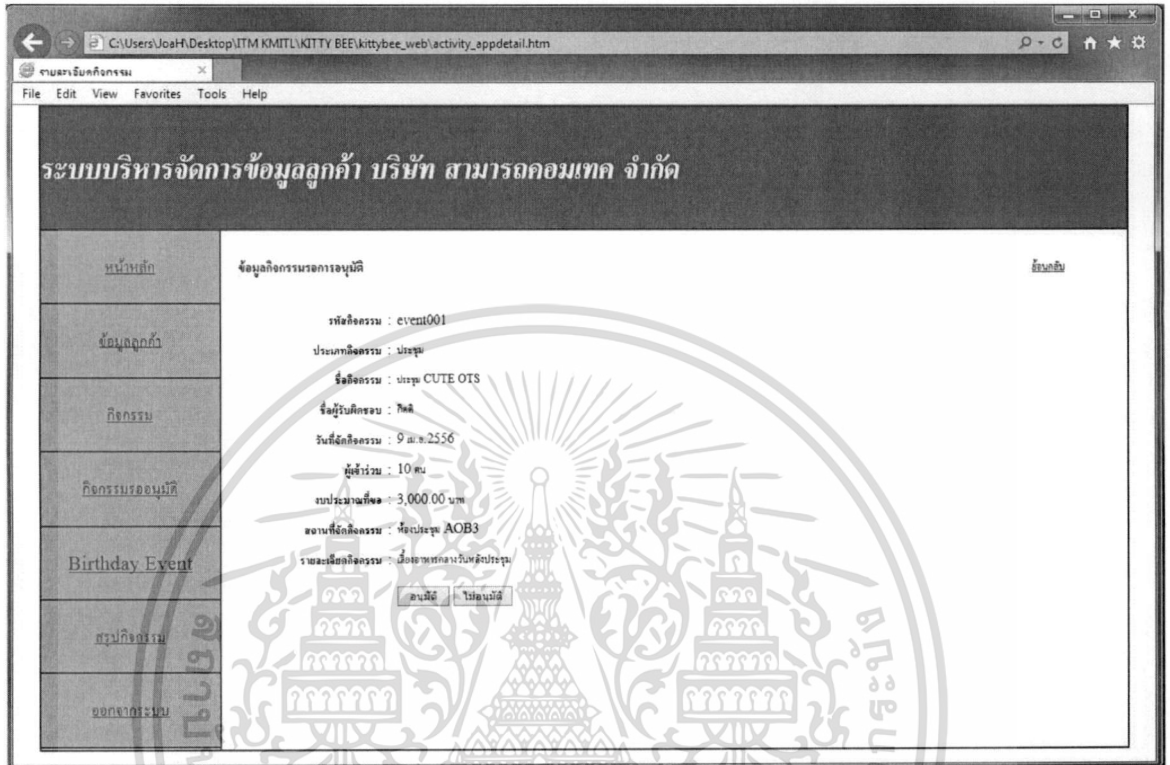 C:\Users\JoaH\Desktop\ITM KMITL\KITTY BEE\kittybee_web\activity_appdetail.htm
รายละเอียดกิจกรรม
File Edit View Favorites Tools Help
ระบบบริหารจัดการข้อมูลลูกค้า บริษัท สามารถคอมเทค จำกัด
หน้าหลัก
ข้อมูลลูกค้า
กิจกรรม
กิจกรรมรออนุมัติ
Birthday Event
สรุปกิจกรรม
ออกจากระบบ
ข้อมูลกิจกรรมรอการอนุมัติ
ย้อนกลับ
รหัสกิจกรรม : event001
ประเภทกิจกรรม : ประชุม
ชื่อกิจกรรม : ประชุม CUTE OTS
ชื่อผู้รับผิดชอบ : กิตติ
วันที่จัดกิจกรรม : 9 เม.ย.2556
ผู้เข้าร่วม : 10 คน
งบประมาณที่ขอ : 3,000.00 บาท
สถานที่จัดกิจกรรม : ห้องประชุม AOB3
รายละเอียดกิจกรรม : เลี้ยงอาหารกลางวันหลังประชุม
อนุมัติ ไม่อนุมัติ